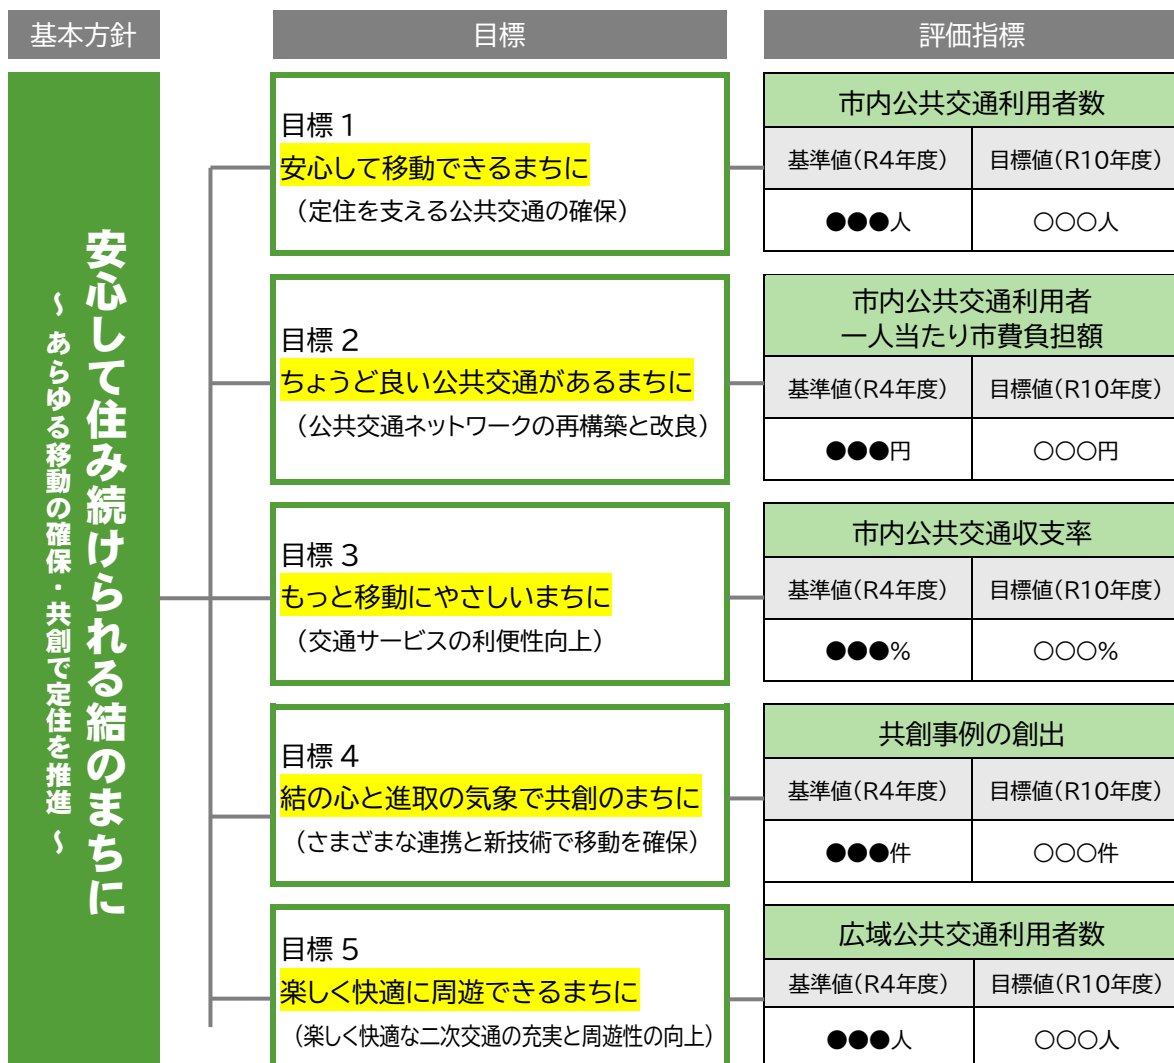 基本方針
目標
評価指標
安心して住み続けられる結のまちに
～ あらゆる移動の確保・共創で定住を推進 ～
目標 1
安心して移動できるまちに
（定住を支える公共交通の確保）
市内公共交通利用者数
基準値(R4年度) 目標値(R10年度)
●●●人 ○○○人
目標 2
ちょうど良い公共交通があるまちに
（公共交通ネットワークの再構築と改良）
市内公共交通利用者
一人当たり市費負担額
基準値(R4年度) 目標値(R10年度)
●●●円 ○○○円
目標 3
もっと移動にやさしいまちに
（交通サービスの利便性向上）
市内公共交通収支率
基準値(R4年度) 目標値(R10年度)
●●●% ○○○%
目標 4
結の心と進取の気象で共創のまちに
（さまざまな連携と新技術で移動を確保）
共創事例の創出
基準値(R4年度) 目標値(R10年度)
●●●件 ○○○件
目標 5
楽しく快適に周遊できるまちに
（楽しく快適な二次交通の充実と周遊性の向上）
広域公共交通利用者数
基準値(R4年度) 目標値(R10年度)
●●●人 ○○○人